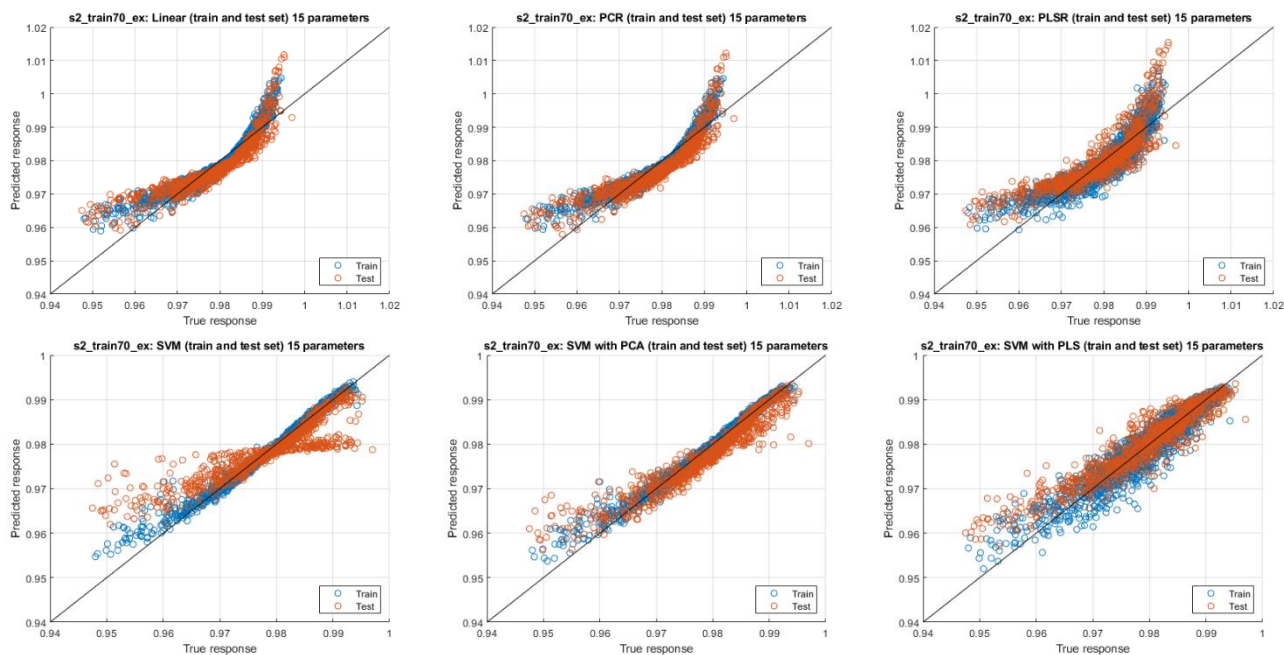 s2_train70_ex: Linear (train and test set) 15 parameters
1.02
1.01
1
0.99
0.98
0.97
0.96
0.95
0.94
Predicted response
Train
Test
0.94 0.95 0.96 0.97 0.98 0.99 1 1.01 1.02
True response
s2_train70_ex: PCR (train and test set) 15 parameters
1.02
1.01
1
0.99
0.98
0.97
0.96
0.95
0.94
Predicted response
Train
Test
0.94 0.95 0.96 0.97 0.98 0.99 1 1.01 1.02
True response
s2_train70_ex: PLSR (train and test set) 15 parameters
1.02
1.01
1
0.99
0.98
0.97
0.96
0.95
0.94
Predicted response
Train
Test
0.94 0.95 0.96 0.97 0.98 0.99 1 1.01 1.02
True response
s2_train70_ex: SVM (train and test set) 15 parameters
1
0.99
0.98
0.97
0.96
0.95
0.94
Predicted response
Train
Test
0.94 0.95 0.96 0.97 0.98 0.99 1
True response
s2_train70_ex: SVM with PCA (train and test set) 15 parameters
1
0.99
0.98
0.97
0.96
0.95
0.94
Predicted response
Train
Test
0.94 0.95 0.96 0.97 0.98 0.99 1
True response
s2_train70_ex: SVM with PLS (train and test set) 15 parameters
1
0.99
0.98
0.97
0.96
0.95
0.94
Predicted response
Train
Test
0.94 0.95 0.96 0.97 0.98 0.99 1
True response